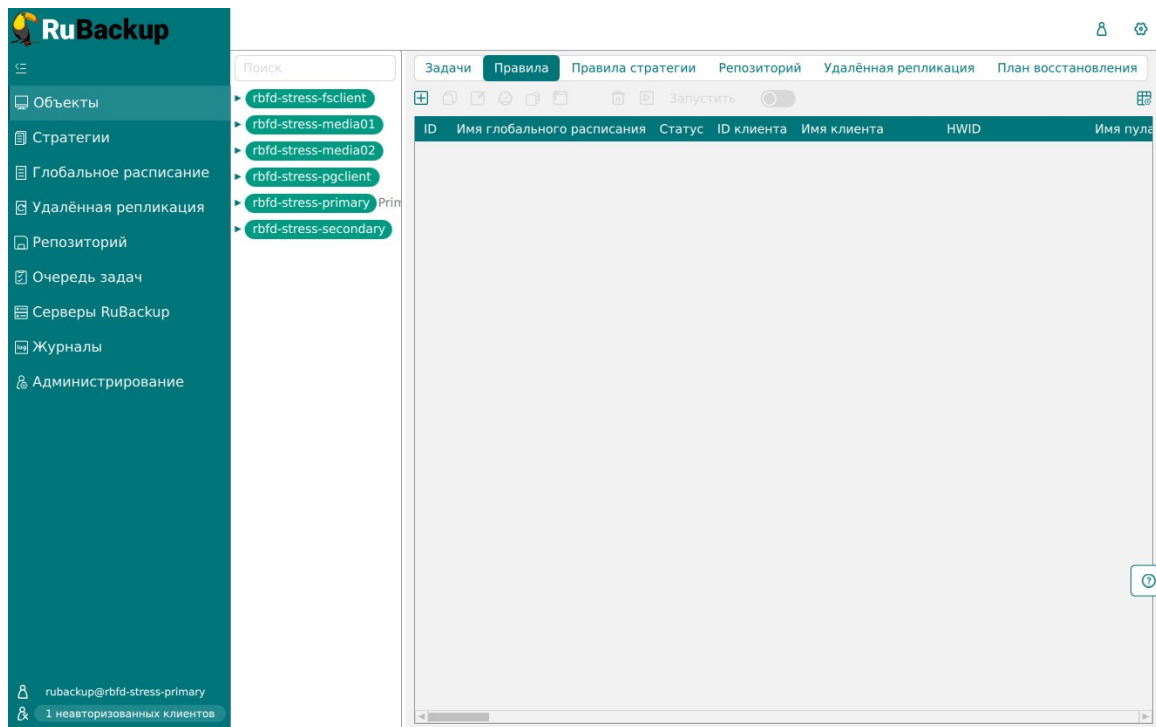 RuBackup
Объекты
Стратегии
Глобальное расписание
Удалённая репликация
Репозиторий
Очередь задач
Серверы RuBackup
Журналы
Администрирование
rubackup@rbfd-stress-primary
1 неавторизованных клиентов
Поиск
rbfd-stress-fsclient
rbfd-stress-media01
rbfd-stress-media02
rbfd-stress-pgclient
rbfd-stress-primary Prim
rbfd-stress-secondary
Задачи Правила Правила стратегии Репозиторий Удалённая репликация План восстановления
Запустить
ID Имя глобального расписания Статус ID клиента Имя клиента HWID Имя пула